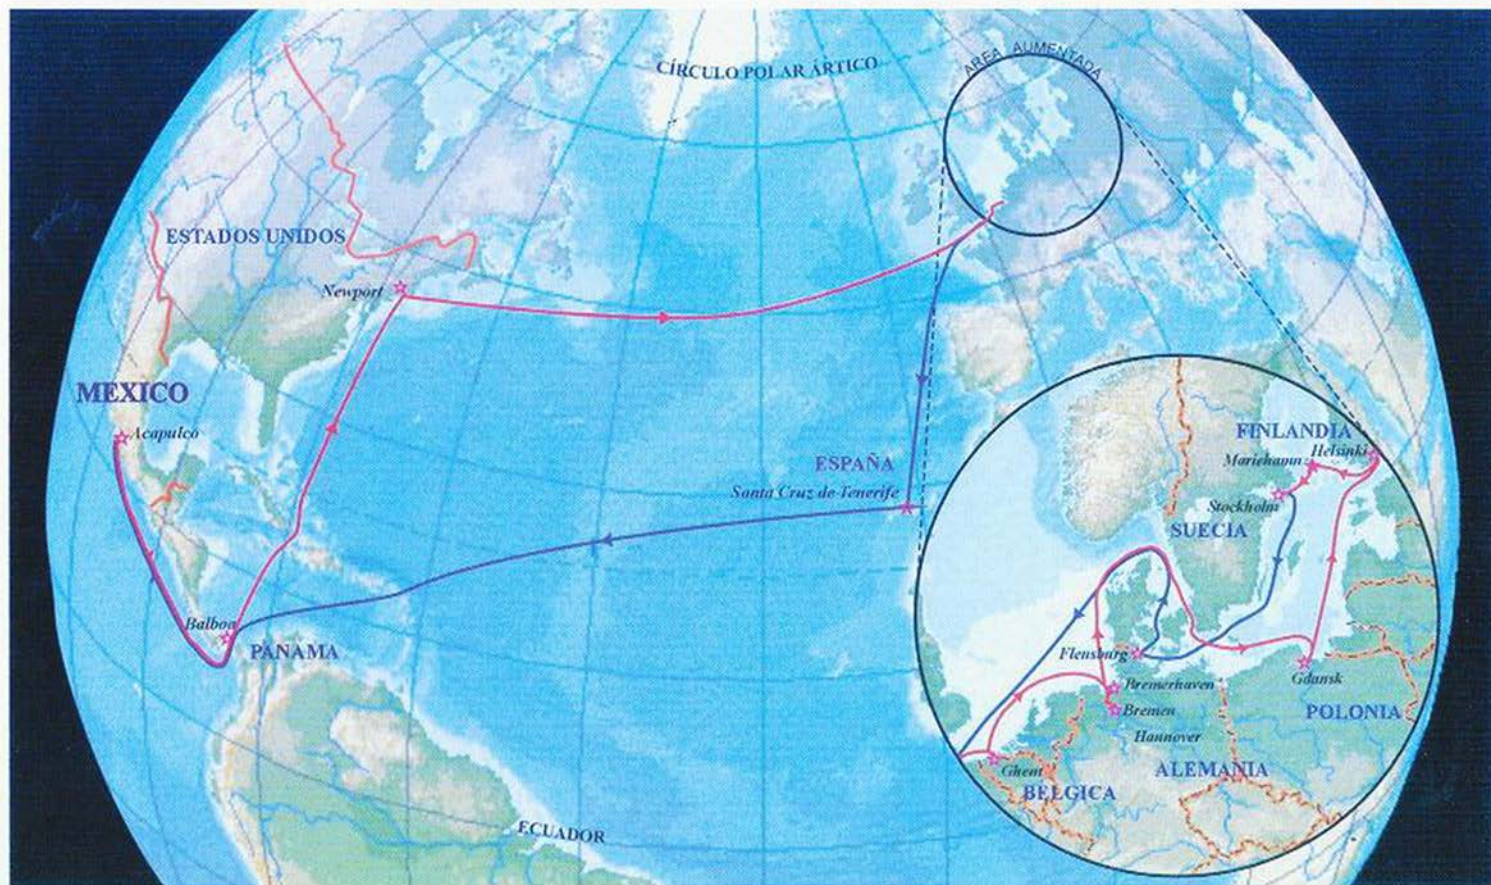 CÍRCULO POLAR ÁRTICO
AREA AUMENTADA
ESTADOS UNIDOS
Newport
MEXICO
Acapulco
ESPAÑA
Santa Cruz de Tenerife
Balboa
PANAMA
ECUADOR
FINLANDIA
Mariehamn
Helsinki
Stockholm
SUECIA
Flensburg
Gdansk
Bremerhaven
Bremen
POLONIA
Hannover
Ghent
ALEMANIA
BELGICA